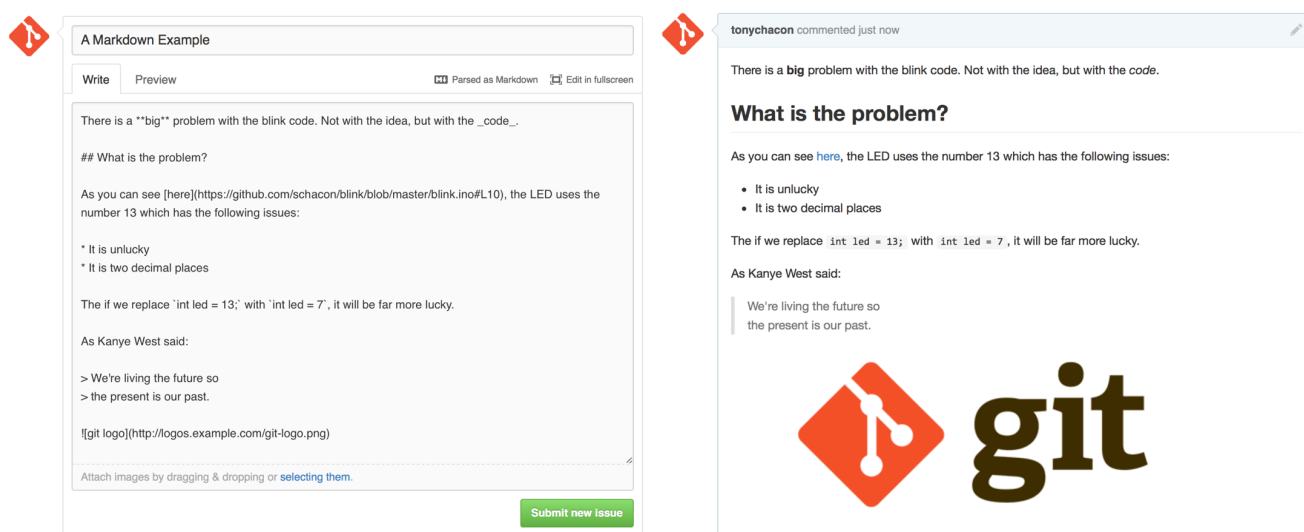 A Markdown Example
Write Preview Parsed as Markdown Edit in fullscreen
There is a **big** problem with the blink code. Not with the idea, but with the _code_.
## What is the problem?
As you can see [here](https://github.com/schacon/blink/blob/master/blink.ino#L10), the LED uses the
number 13 which has the following issues:
* It is unlucky
* It is two decimal places
The if we replace `int led = 13;` with `int led = 7`, it will be far more lucky.
As Kanye West said:
> We're living the future so
> the present is our past.
![git logo](http://logos.example.com/git-logo.png)
Attach images by dragging & dropping or selecting them.
Submit new issue
tonychacon commented just now
There is a big problem with the blink code. Not with the idea, but with the code.
What is the problem?
As you can see here, the LED uses the number 13 which has the following issues:
• It is unlucky
• It is two decimal places
The if we replace int led = 13; with int led = 7 , it will be far more lucky.
As Kanye West said:
We're living the future so
the present is our past.
git